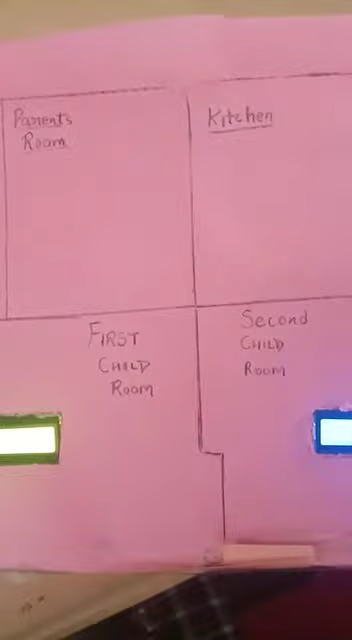 Parents
Room
Kitchen
FIRST
CHILD
Room
Second
CHILD
Room